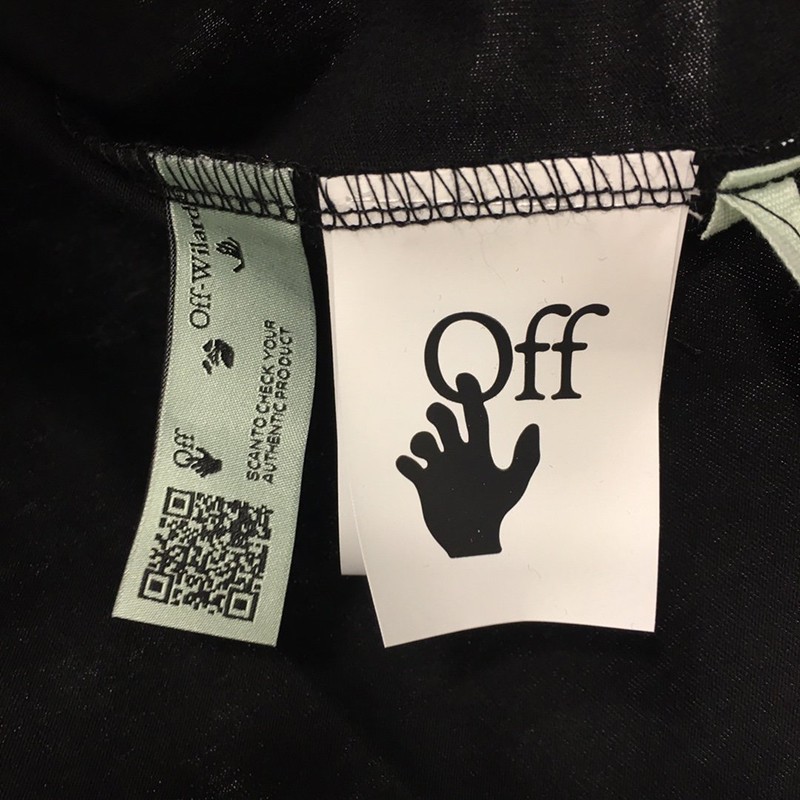 Off Off-Wilard
SCAN TO CHECK YOUR
AUTHENTIC PRODUCT
Off